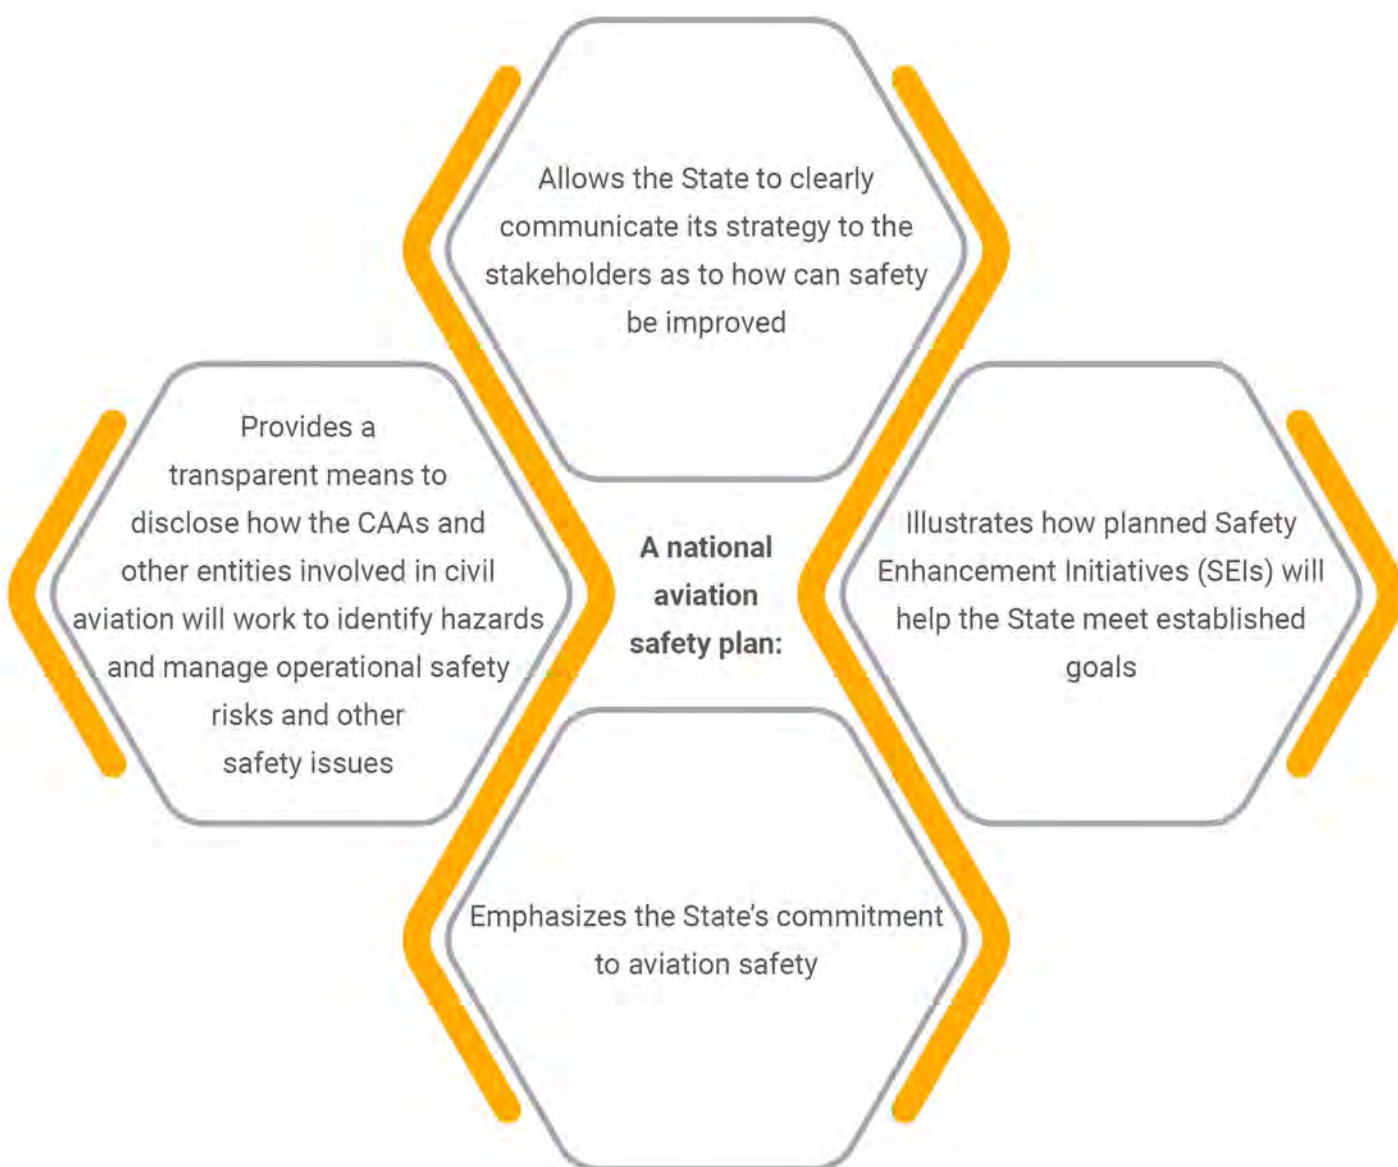 Allows the State to clearly
communicate its strategy to the
stakeholders as to how can safety
be improved
Provides a
transparent means to
disclose how the CAAs and
other entities involved in civil
aviation will work to identify hazards
and manage operational safety
risks and other
safety issues
A national
aviation
safety plan:
Illustrates how planned Safety
Enhancement Initiatives (SEIs) will
help the State meet established
goals
Emphasizes the State's commitment
to aviation safety